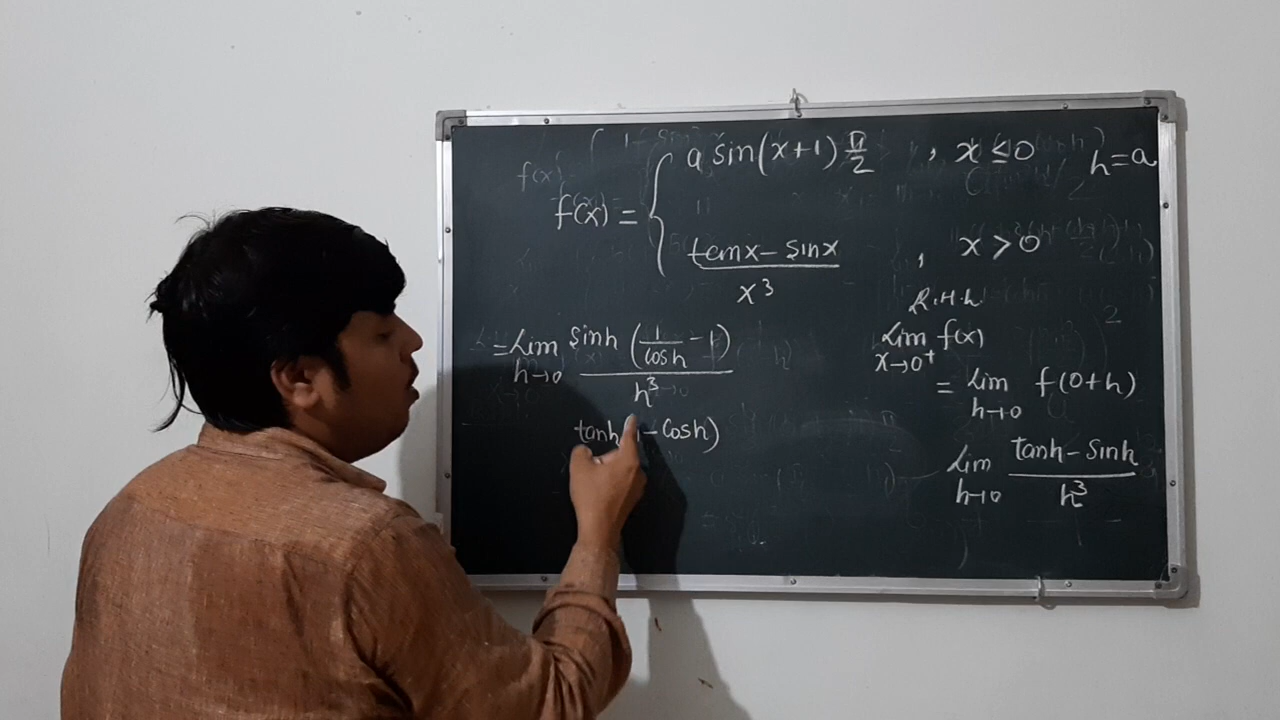 a sin(x+1) π/2 , x ≤ 0
h = a
f(x) = {
tanx − sinx / x³ , x > 0
R.H.L
Lim x→0⁺ f(x)
= Lim h→0 f(0+h)
Lim h→0 tanh − sinh / h³
= Lim h→0 sinh (1/cosh − 1) / h³
tanh − cosh)